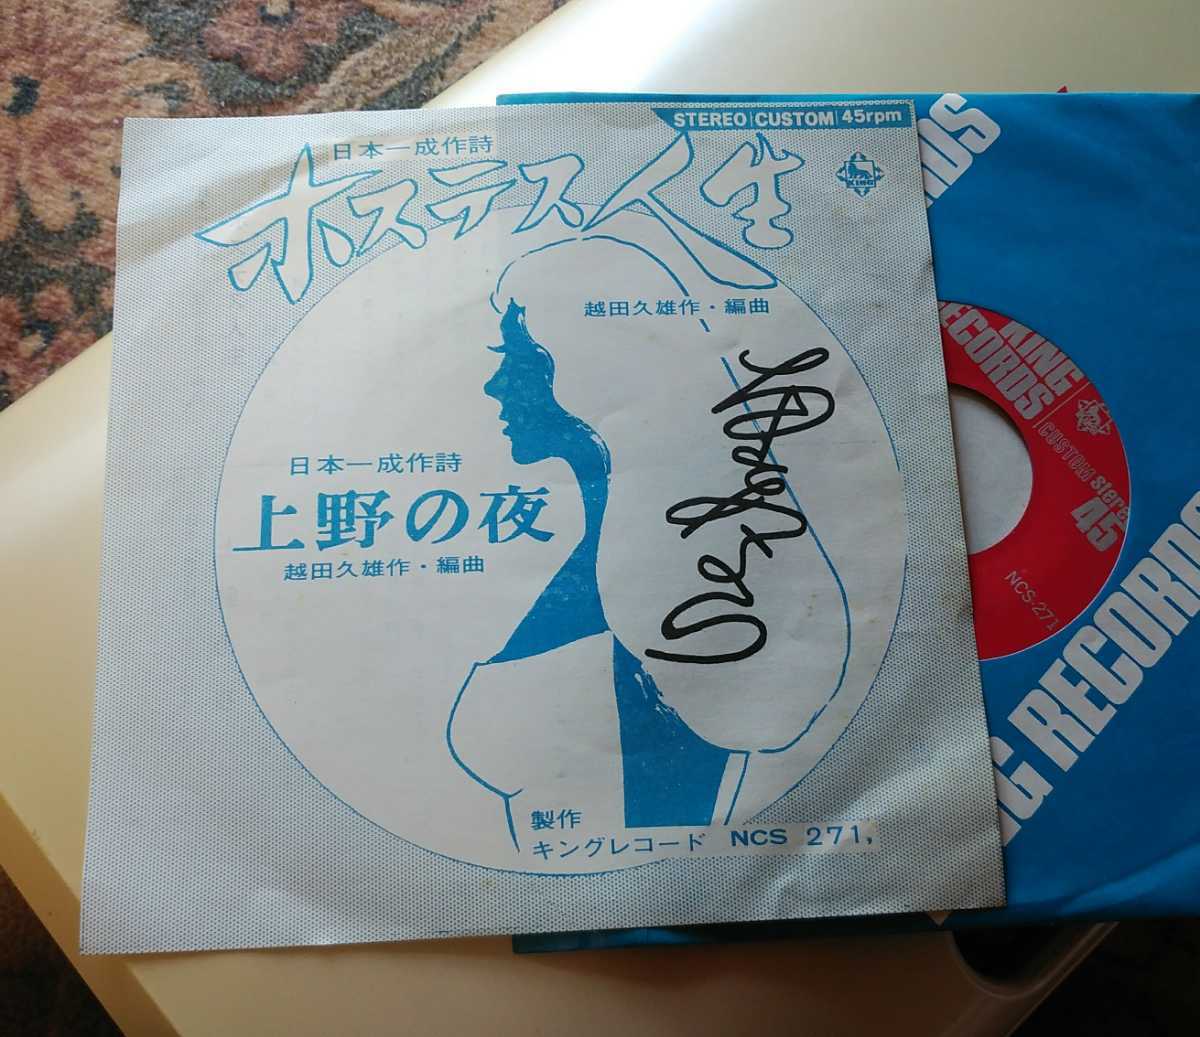 STEREO CUSTOM 45rpm
日本一成作詩
ホステス人生
KING
越田久雄作・編曲
日本一成作詩
上野の夜
越田久雄作・編曲
製作
キングレコード NCS 271,
KING
RECORDS
CUSTOM stereo
45
NCS-271
KING RECORDS